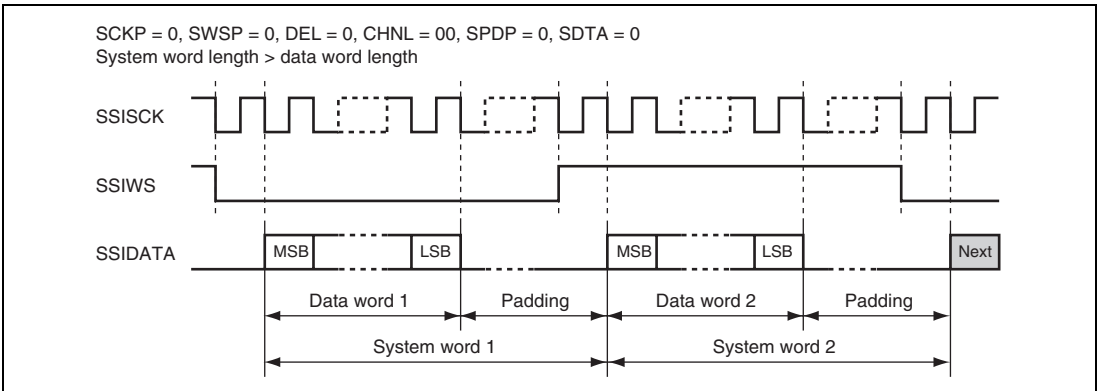 SCKP = 0, SWSP = 0, DEL = 0, CHNL = 00, SPDP = 0, SDTA = 0
System word length > data word length
SSISCK
SSIWS
SSIDATA
MSB
LSB
MSB
LSB
Next
Data word 1
Padding
Data word 2
Padding
System word 1
System word 2